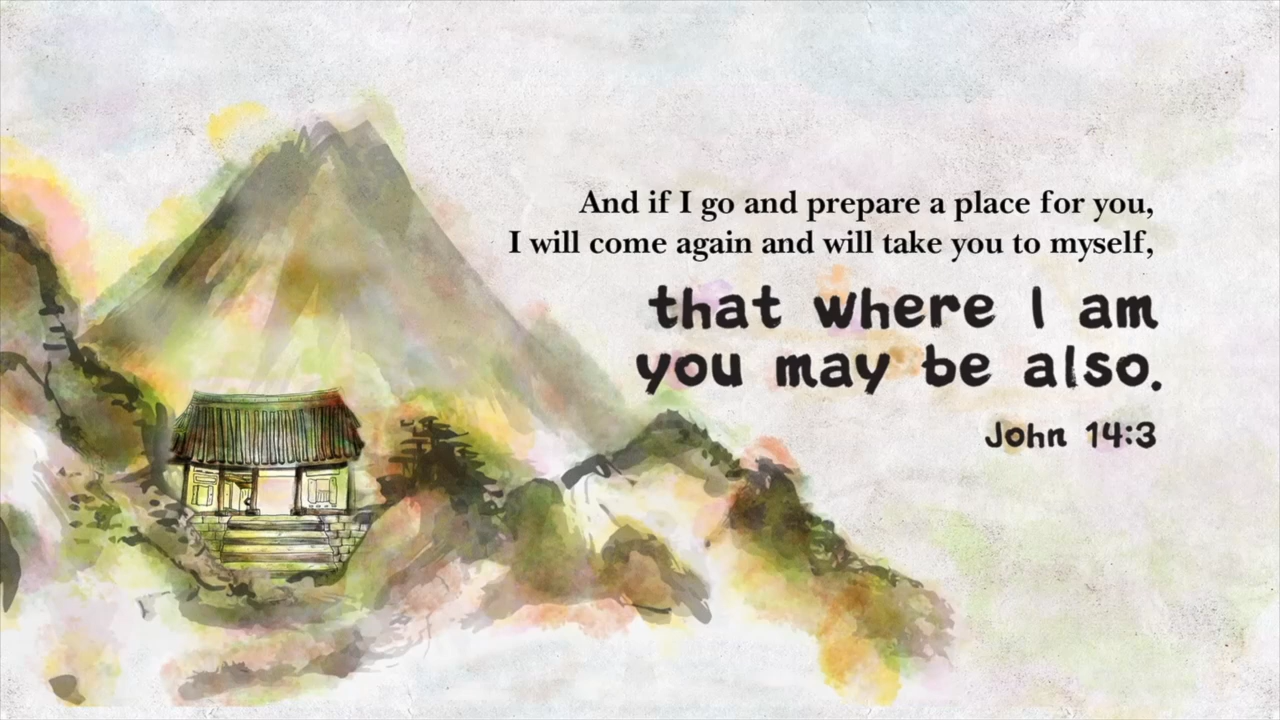 And if I go and prepare a place for you,
I will come again and will take you to myself,
that where I am
you may be also.
John 14:3